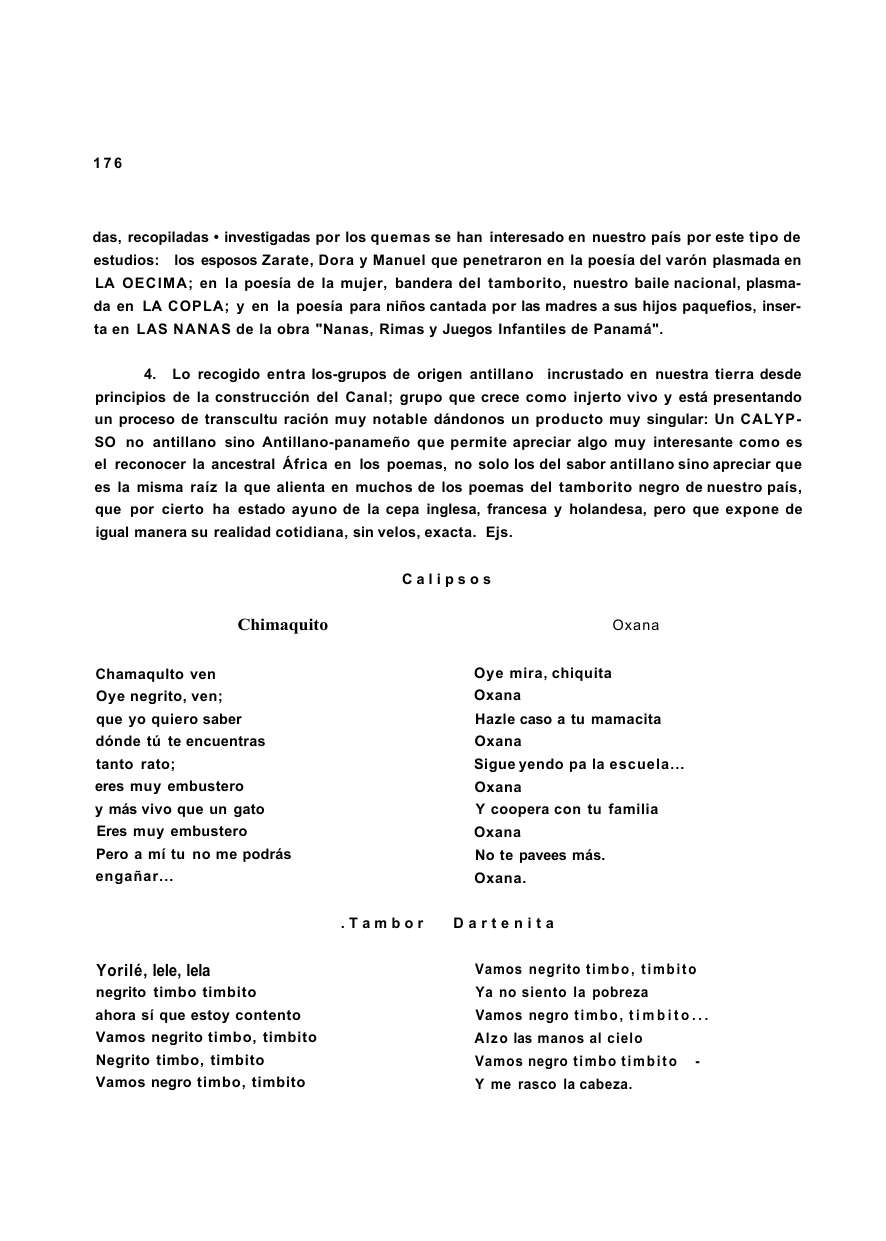 176
das, recopiladas • investigadas por los quemas se han interesado en nuestro país por este tipo de
estudios: los esposos Zarate, Dora y Manuel que penetraron en la poesía del varón plasmada en
LA OECIMA; en la poesía de la mujer, bandera del tamborito, nuestro baile nacional, plasma-
da en LA COPLA; y en la poesía para niños cantada por las madres a sus hijos paquefios, inser-
ta en LAS NANAS de la obra "Nanas, Rimas y Juegos Infantiles de Panamá".
4. Lo recogido entra los-grupos de origen antillano incrustado en nuestra tierra desde
principios de la construcción del Canal; grupo que crece como injerto vivo y está presentando
un proceso de transcultu ración muy notable dándonos un producto muy singular: Un CALYP-
SO no antillano sino Antillano-panameño que permite apreciar algo muy interesante como es
el reconocer la ancestral África en los poemas, no solo los del sabor antillano sino apreciar que
es la misma raíz la que alienta en muchos de los poemas del tamborito negro de nuestro país,
que por cierto ha estado ayuno de la cepa inglesa, francesa y holandesa, pero que expone de
igual manera su realidad cotidiana, sin velos, exacta. Ejs.
Calipsos
Chimaquito
Chamaqulto ven
Oye negrito, ven;
que yo quiero saber
dónde tú te encuentras
tanto rato;
eres muy embustero
y más vivo que un gato
Eres muy embustero
Pero a mí tu no me podrás
engañar...
Oxana
Oye mira, chiquita
Oxana
Hazle caso a tu mamacita
Oxana
Sigue yendo pa la escuela...
Oxana
Y coopera con tu familia
Oxana
No te pavees más.
Oxana.
.Tambor Dartenita
Yorilé, lele, lela
negrito timbo timbito
ahora sí que estoy contento
Vamos negrito timbo, timbito
Negrito timbo, timbito
Vamos negro timbo, timbito
Vamos negrito timbo, timbito
Ya no siento la pobreza
Vamos negro timbo, timbito...
Alzo las manos al cielo
Vamos negro timbo timbito -
Y me rasco la cabeza.